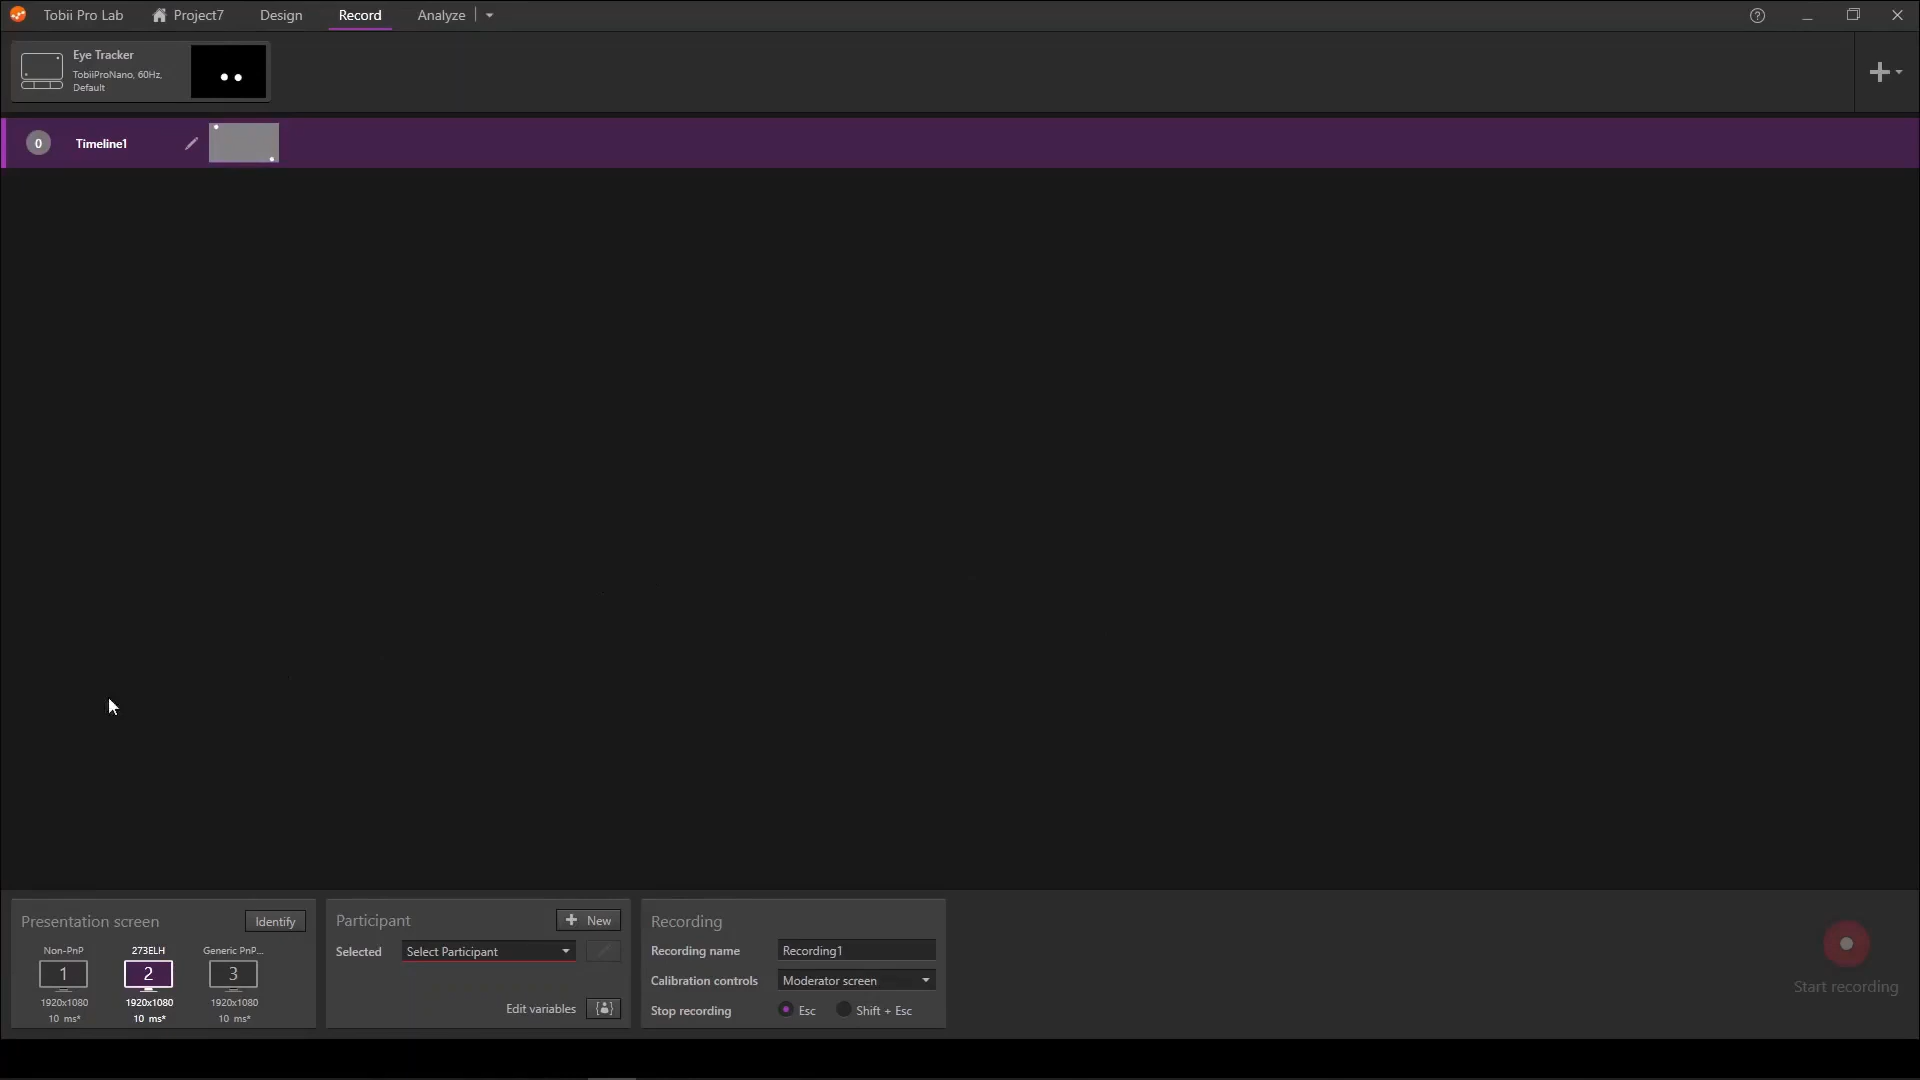 Tobii Pro Lab Project7 Design Record Analyze
Eye Tracker
TobiiProNano, 60Hz,
Default
0 Timeline1
Presentation screen Identify
Non-PnP 273ELH Generic PnP...
1 2 3
1920x1080 1920x1080 1920x1080
10 ms* 10 ms* 10 ms*
Participant New
Selected Select Participant
Edit variables
Recording
Recording name Recording1
Calibration controls Moderator screen
Stop recording Esc Shift + Esc
Start recording